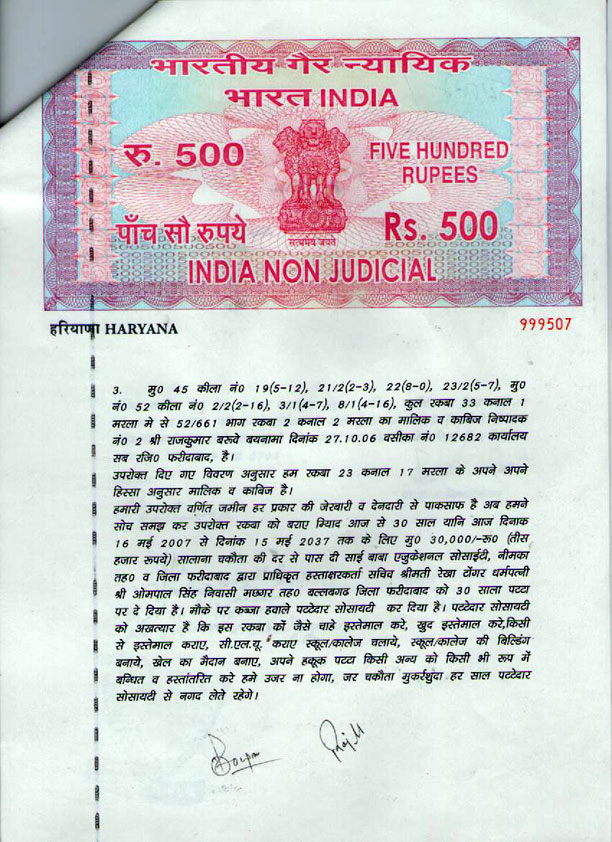 भारतीय गैर न्यायिक
भारत INDIA
रु. 500
FIVE HUNDRED
RUPEES
पाँच सौ रुपये
सत्यमेव जयते
Rs. 500
INDIA NON JUDICIAL
हरियाणा HARYANA
999507
3. मु0 45 कीला नं0 19(5-12), 21/2(2-3), 22(8-0), 23/2(5-7), मु0
नं0 52 कीला नं0 2/2(2-16), 3/1(4-7), 8/1(4-16), कुल रकबा 33 कनाल 1
मरला मे से 52/661 भाग रकबा 2 कनाल 2 मरला का मालिक व काबिज निष्पादक
नं0 2 श्री राजकुमार बरूवे बयनामा दिनांक 27.10.06 वसीका नं0 12682 कार्यालय
सब रजि0 फरीदाबाद, है।
उपरोक्त दिए गए विवरण अनुसार हम रकबा 23 कनाल 17 मरला के अपने अपने
हिस्सा अनुसार मालिक व काबिज है।
हमारी उपरोक्त वर्णित जमीन हर प्रकार की जेरबारी व देनदारी से पाकसाफ है अब हमने
सोच समझ कर उपरोक्त रकबा को बराए म्याद आज से 30 साल यानि आज दिनाक
16 मई 2007 से दिनांक 15 मई 2037 तक के लिए मु0 30,000/-रू0 (तीस
हजार रूपये) सालाना चकौता की दर से पास दी साई बाबा एजुकेशनल सोसाईटी, नीमका
तह0 व जिला फरीदाबाद द्वारा प्राधिकृत हस्ताक्षरकर्ता सचिव श्रीमती रेखा टोंगर धर्मपत्नी
श्री ओमपाल सिंह निवासी मच्छगर तह0 बल्लबगढ जिला फरीदाबाद को 30 साला पटटा
पर दे दिया है। मौके पर कब्जा हवाले पटटेदार सोसायटी कर दिया है। पटटेदार सोसायटी
को अखत्यार है कि इस रकबा कों जैसे चाहे इस्तेमाल करे, खुद इस्तेमाल करे,किसी
से इस्तेमाल कराए, सी.एल.यू. कराए स्कूल/कालेज चलाये, स्कूल/कालेज की बिल्डिंग
बनाये, खेल का मैदान बनाए, अपने हकूक पटटा किसी अन्य को किसी भी रूप में
बन्धित व हस्तांतरित करे हमे उजर ना होगा, जर चकौता मुकर्रशुंदा हर साल पटटेदार
सोसायटी से नगद लेते रहेगे।